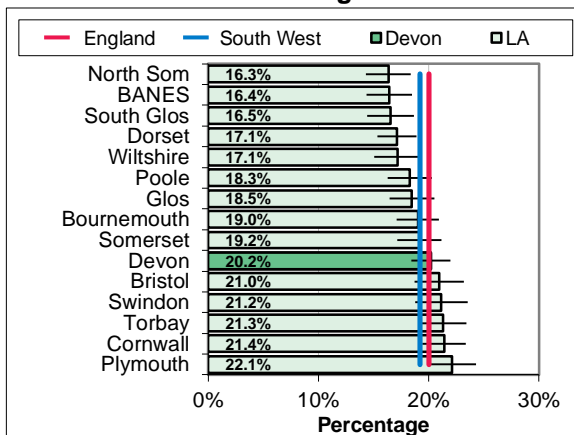 England South West Devon LA
North Som 16.3%
BANES 16.4%
South Glos 16.5%
Dorset 17.1%
Wiltshire 17.1%
Poole 18.3%
Glos 18.5%
Bournemouth 19.0%
Somerset 19.2%
Devon 20.2%
Bristol 21.0%
Swindon 21.2%
Torbay 21.3%
Cornwall 21.4%
Plymouth 22.1%
0% 10% 20% 30%
Percentage